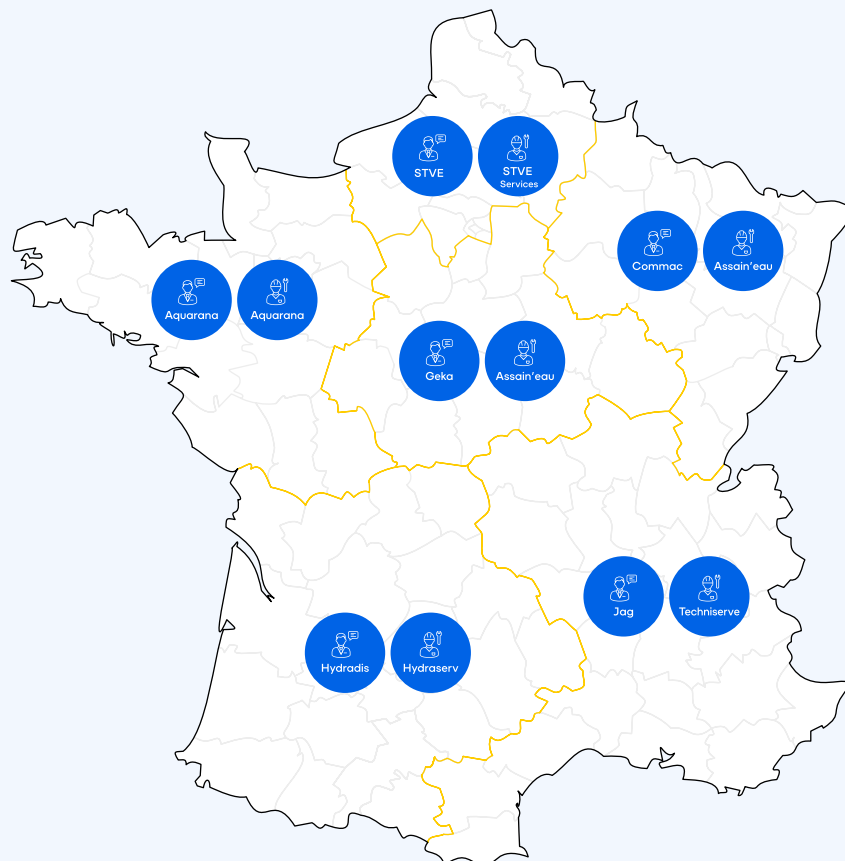 STVE
STVE
Services
Commac
Assain'eau
Aquarana
Aquarana
Geka
Assain'eau
Jag
Techniserve
Hydradis
Hydraserv